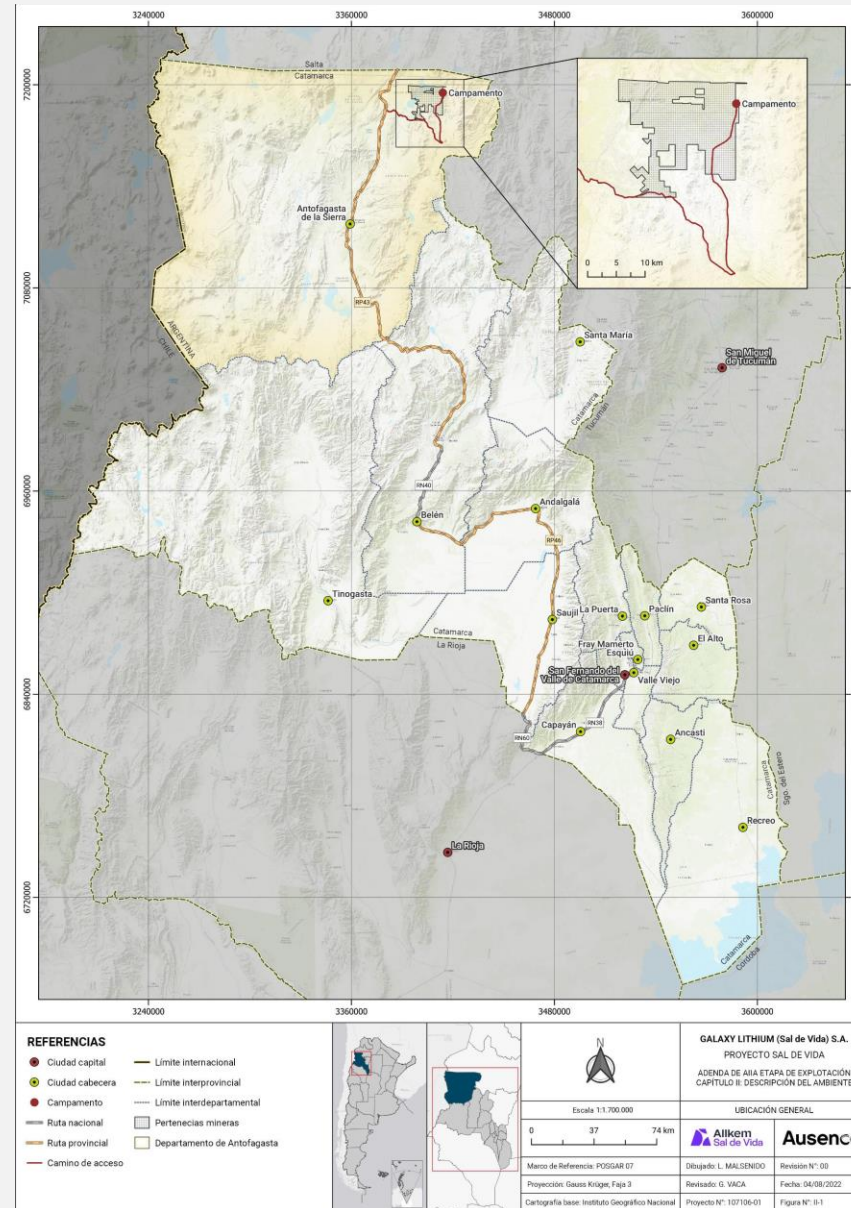 3240000
3360000
3480000
3600000
Salta
Catamarca
7200000
Campamento
Campamento
0 5 10 km
Antofagasta
de la Sierra
7080000
RP43
ARGENTINA
CHILE
Santa Maria
San Miguel
de Tucumán
Catamarca
Tucumán
6960000
RN40
Belén
Andalgalá
RP46
Tinogasta
Saujil
La Puerta
Paclín
Santa Rosa
Catamarca
La Rioja
Fray Mamerto
Esquiú
El Alto
San Fernando del
Valle de Catamarca
Valle Viejo
6840000
RN60
Capayán
RN38
Ancasti
Catamarca
Sgo. del Estero
Recreo
La Rioja
6720000
Catamarca
Córdoba
3240000
3360000
3480000
3600000
REFERENCIAS
Ciudad capital
Ciudad cabecera
Campamento
Ruta nacional
Ruta provincial
Camino de acceso
Límite internacional
Límite interprovincial
Límite interdepartamental
Pertenecias mineras
Departamento de Antofagasta
N
Escala 1:1.700.000
0 37 74 km
Marco de Referencia: POSGAR 07
Proyección: Gauss Krüger, Faja 3
Cartografía base: Instituto Geográfico Nacional
GALAXY LITHIUM (Sal de Vida) S.A.
PROYECTO SAL DE VIDA
ADENDA DE AIIA ETAPA DE EXPLOTACIÓN
CAPÍTULO II: DESCRIPCIÓN DEL AMBIENTE
UBICACIÓN GENERAL
Allkem
Sal de Vida
Ausenc
Dibujado: L. MALSENIDO
Revisión N°: 00
Revisado: G. VACA
Fecha: 04/08/2022
Proyecto N°: 107106-01
Figura N°: II-1